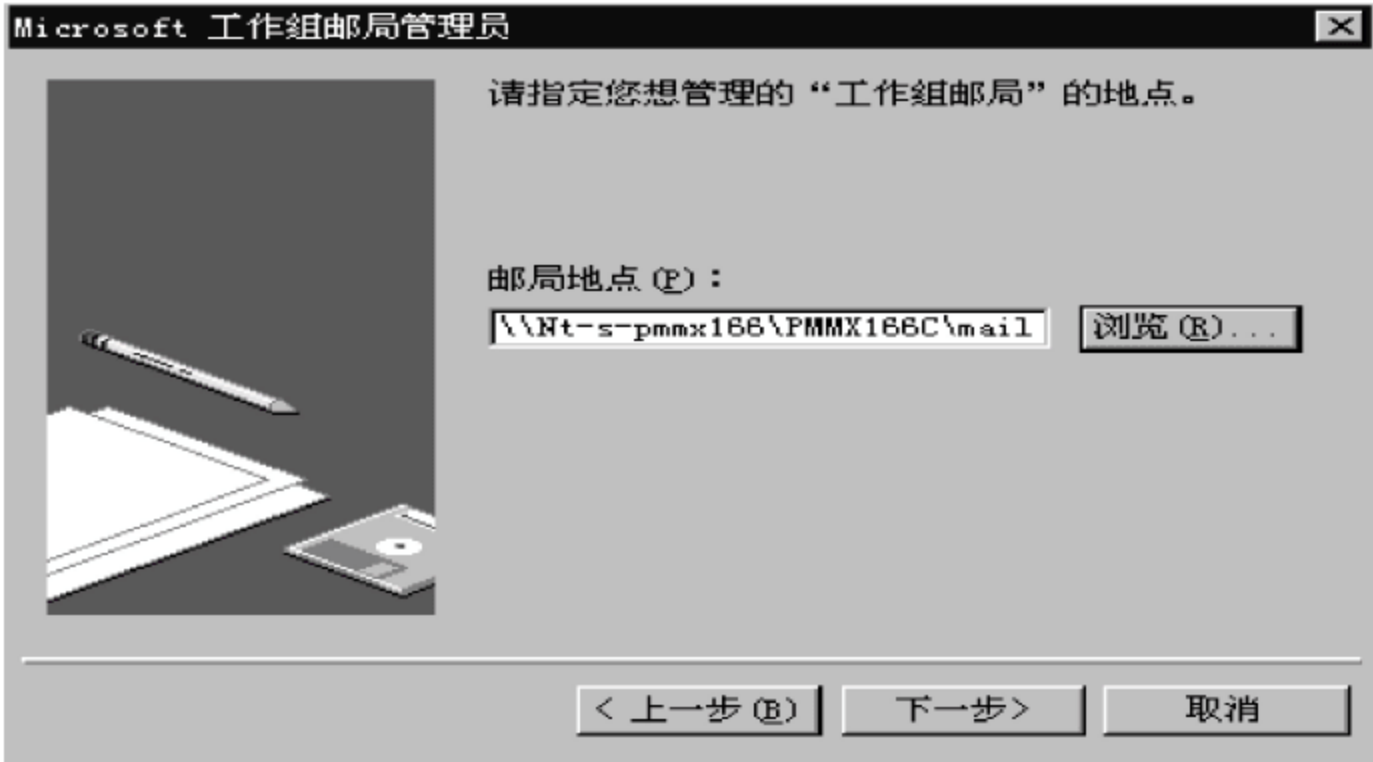 Microsoft 工作组邮局管理员
请指定您想管理的“工作组邮局”的地点。
邮局地点(P)：
\\Nt-s-pmmx166\PMMX166C\mail
浏览(R)...
< 上一步(B)
下一步>
取消